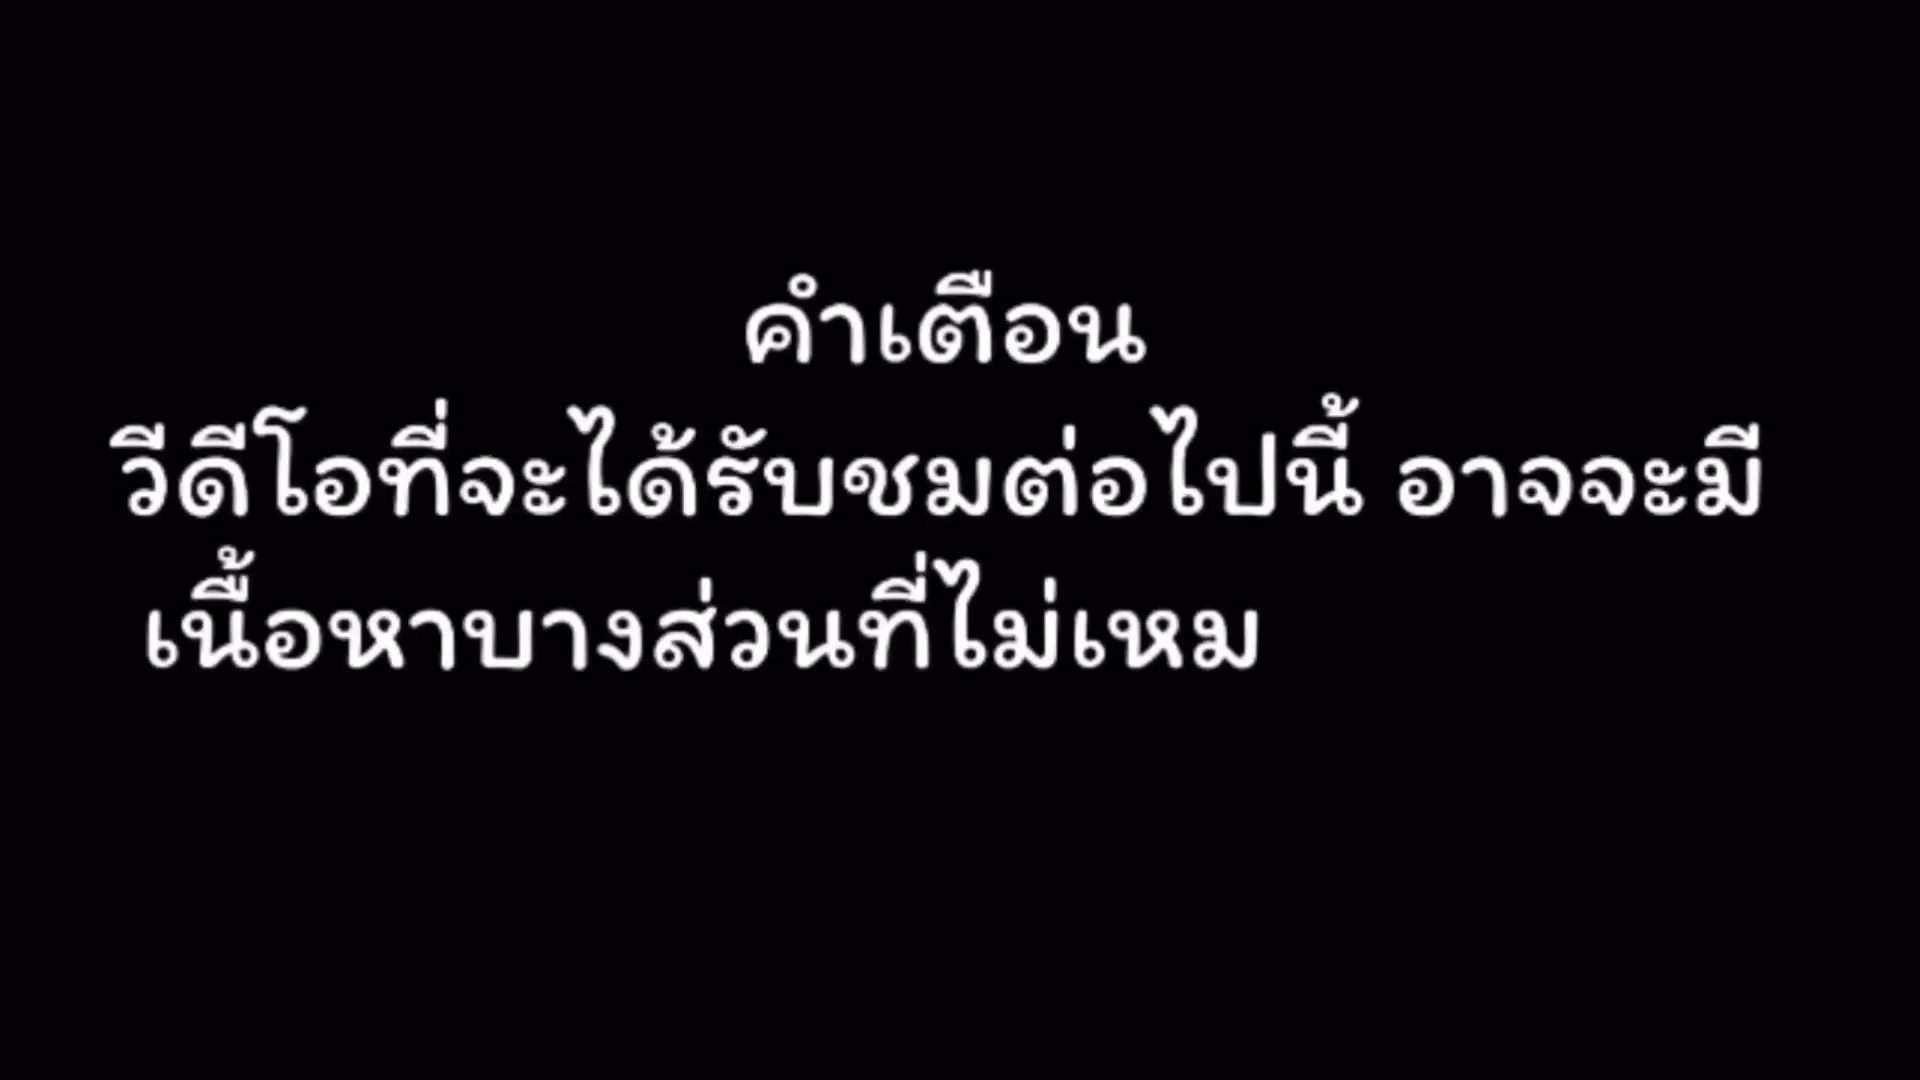 คำเตือน
วีดีโอที่จะได้รับชมต่อไปนี้ อาจจะมี
เนื้อหาบางส่วนที่ไม่เหม